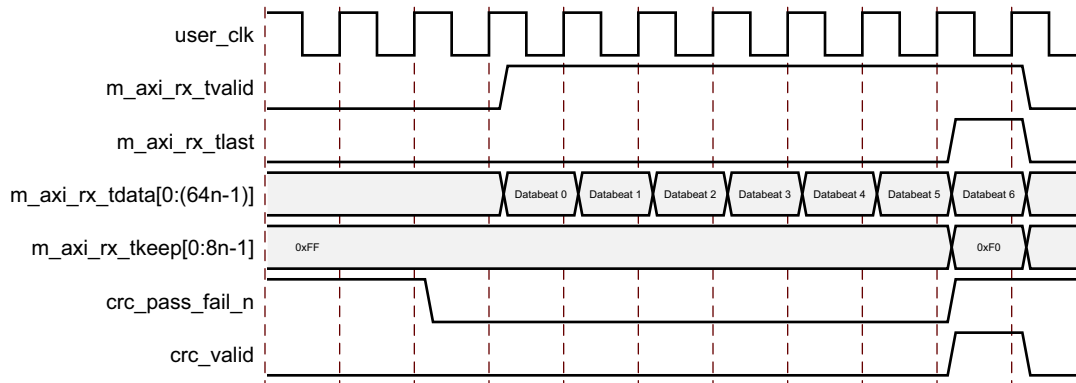 user_clk
m_axi_rx_tvalid
m_axi_rx_tlast
m_axi_rx_tdata[0:(64n-1)] Databeat 0 Databeat 1 Databeat 2 Databeat 3 Databeat 4 Databeat 5 Databeat 6
m_axi_rx_tkeep[0:8n-1] 0xFF 0xF0
crc_pass_fail_n
crc_valid